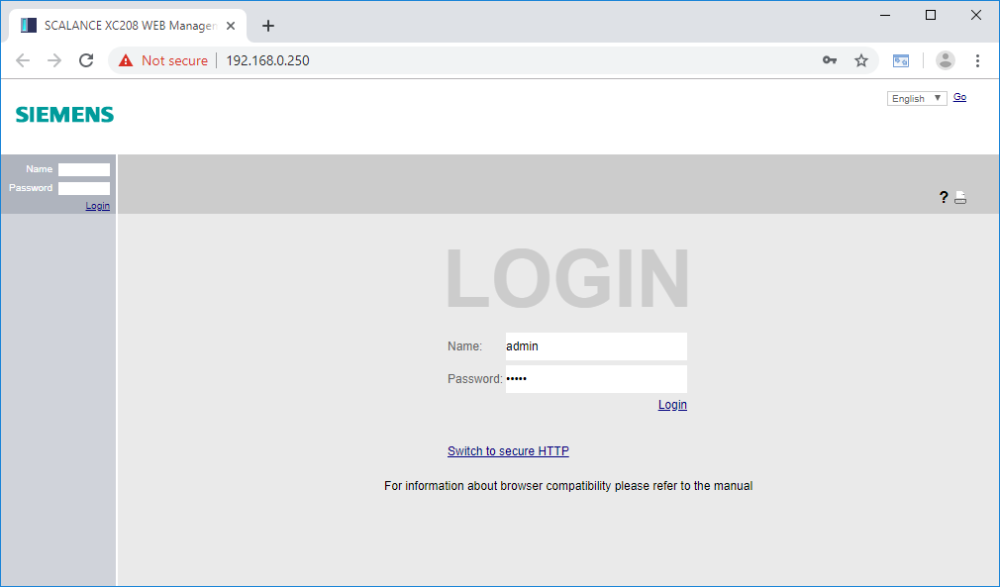 SCALANCE XC208 WEB Manager
Not secure
192.168.0.250
SIEMENS
English
Go
Name
Password
Login
?
LOGIN
Name:
admin
Password:
•••••
Login
Switch to secure HTTP
For information about browser compatibility please refer to the manual